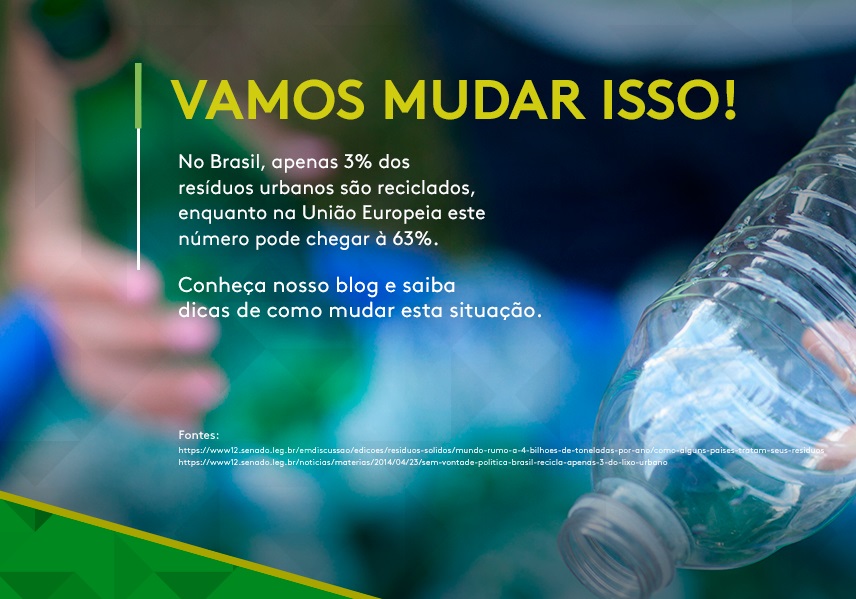 VAMOS MUDAR ISSO!
No Brasil, apenas 3% dos
resíduos urbanos são reciclados,
enquanto na União Europeia este
número pode chegar à 63%.
Conheça nosso blog e saiba
dicas de como mudar esta situação.
Fontes:
https://www12.senado.leg.br/emdiscussao/edicoes/residuos-solidos/mundo-rumo-a-4-bilhoes-de-toneladas-por-ano/como-alguns-paises-tratam-seus-residuos
https://www12.senado.leg.br/noticias/materias/2014/04/23/sem-vontade-politica-brasil-recicla-apenas-3-do-lixo-urbano